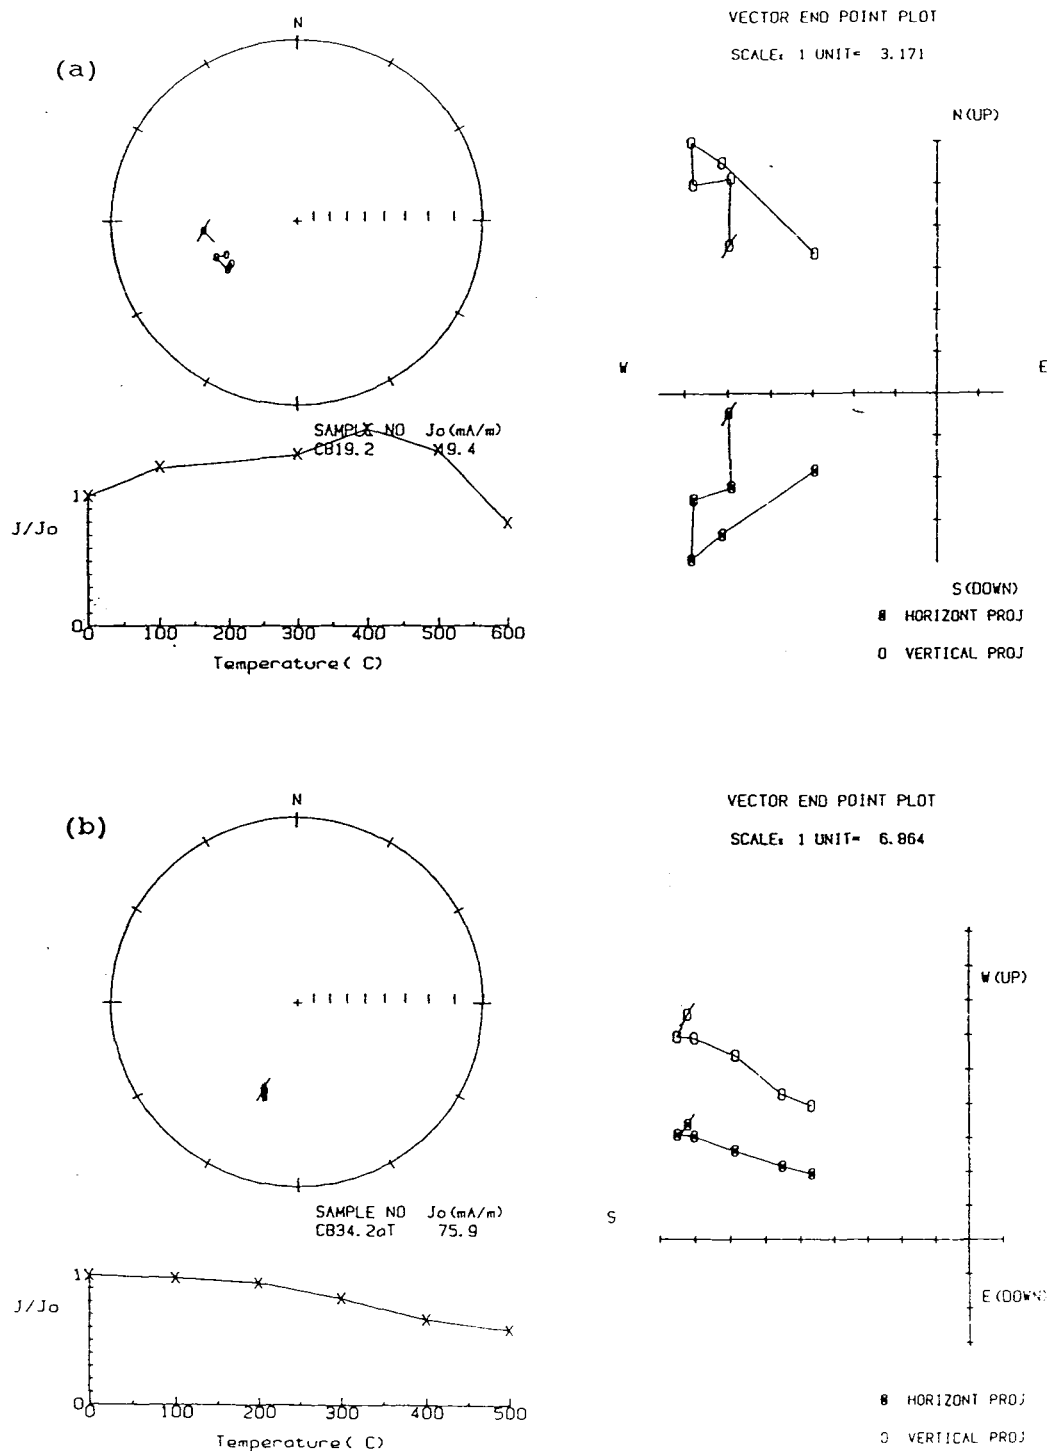 (a)
N
VECTOR END POINT PLOT
SCALE: 1 UNIT= 3.171
N(UP)
W
E
S(DOWN)
HORIZONT PROJ
VERTICAL PROJ
SAMPLE NO Jo(mA/m)
CB19.2 19.4
1
J/Jo
0
0 100 200 300 400 500 600
Temperature( C)
(b)
N
VECTOR END POINT PLOT
SCALE: 1 UNIT= 6.864
W(UP)
S
E(DOWN)
HORIZONT PROJ
VERTICAL PROJ
SAMPLE NO Jo(mA/m)
CB34.2aT 75.9
1
J/Jo
0
0 100 200 300 400 500
Temperature( C)